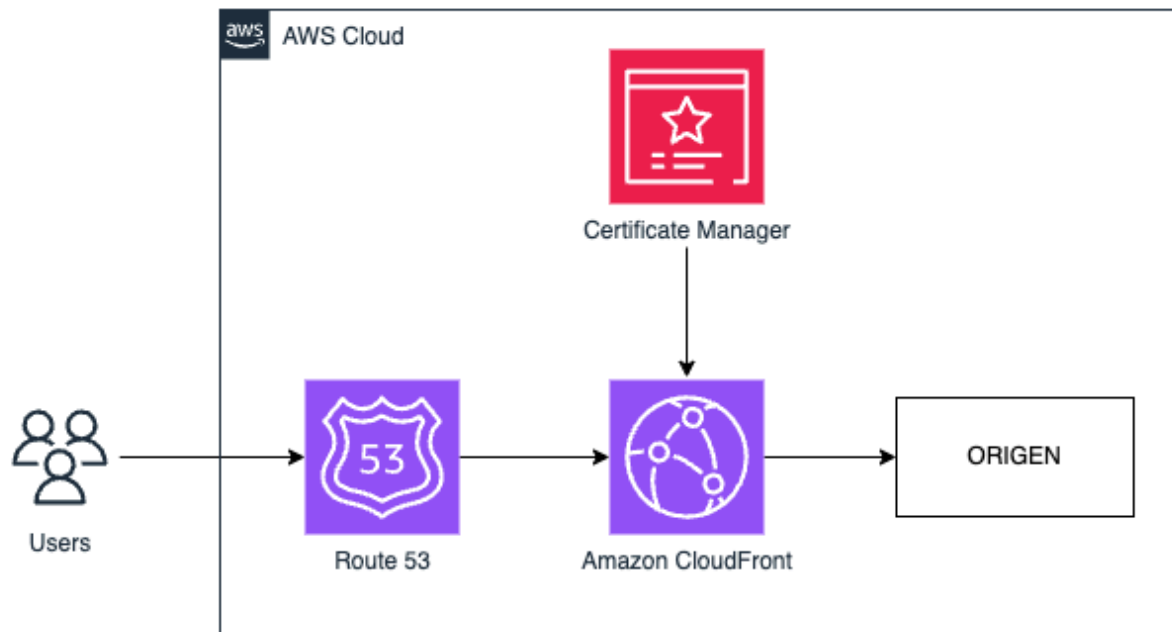 aws
AWS Cloud
Certificate Manager
53
ORIGEN
Users
Route 53
Amazon CloudFront